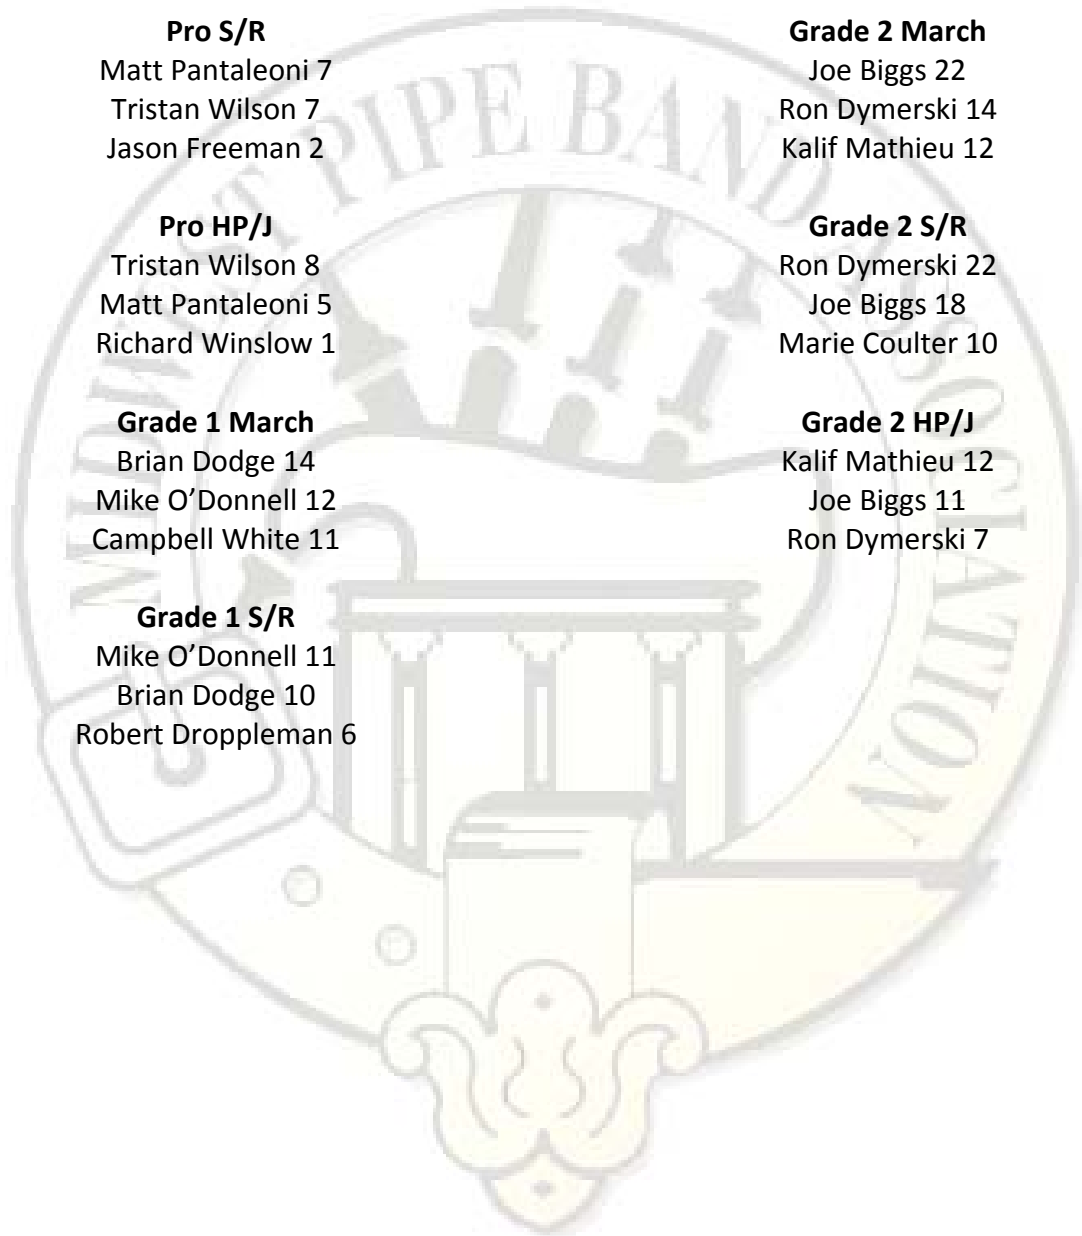 Pro S/R
Matt Pantaleoni 7
Tristan Wilson 7
Jason Freeman 2
Pro HP/J
Tristan Wilson 8
Matt Pantaleoni 5
Richard Winslow 1
Grade 1 March
Brian Dodge 14
Mike O’Donnell 12
Campbell White 11
Grade 1 S/R
Mike O’Donnell 11
Brian Dodge 10
Robert Droppleman 6
Grade 2 March
Joe Biggs 22
Ron Dymerski 14
Kalif Mathieu 12
Grade 2 S/R
Ron Dymerski 22
Joe Biggs 18
Marie Coulter 10
Grade 2 HP/J
Kalif Mathieu 12
Joe Biggs 11
Ron Dymerski 7
MIDWEST PIPE BAND ASSOCIATION